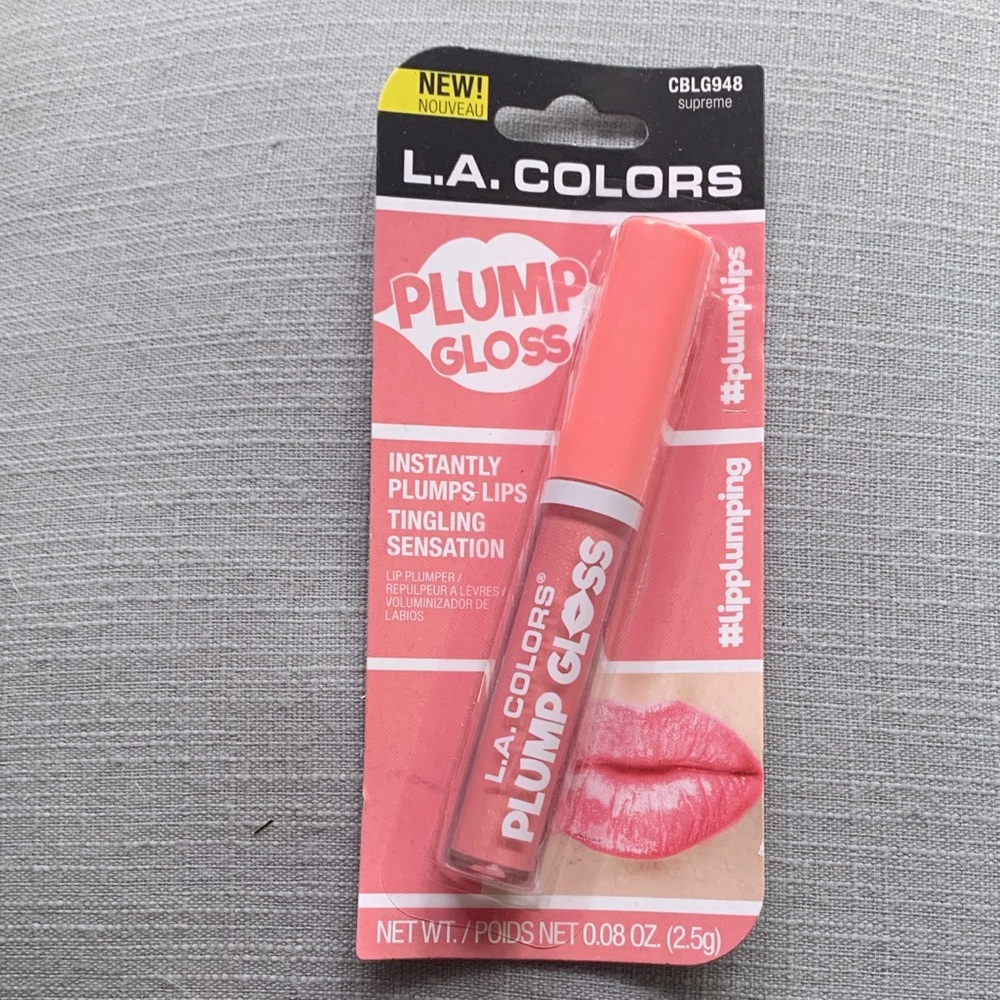 NEW!
NOUVEAU
CBLG948
supreme
L.A. COLORS
PLUMP
GLOSS
#plumplips
INSTANTLY
PLUMPS LIPS
TINGLING
SENSATION
LIP PLUMPER /
REPULPEUR A LÈVRES /
VOLUMINIZADOR DE
LABIOS
#lipplumping
L.A. COLORS®
PLUMP GLOSS
NET WT. / POIDS NET 0.08 OZ. (2.5g)